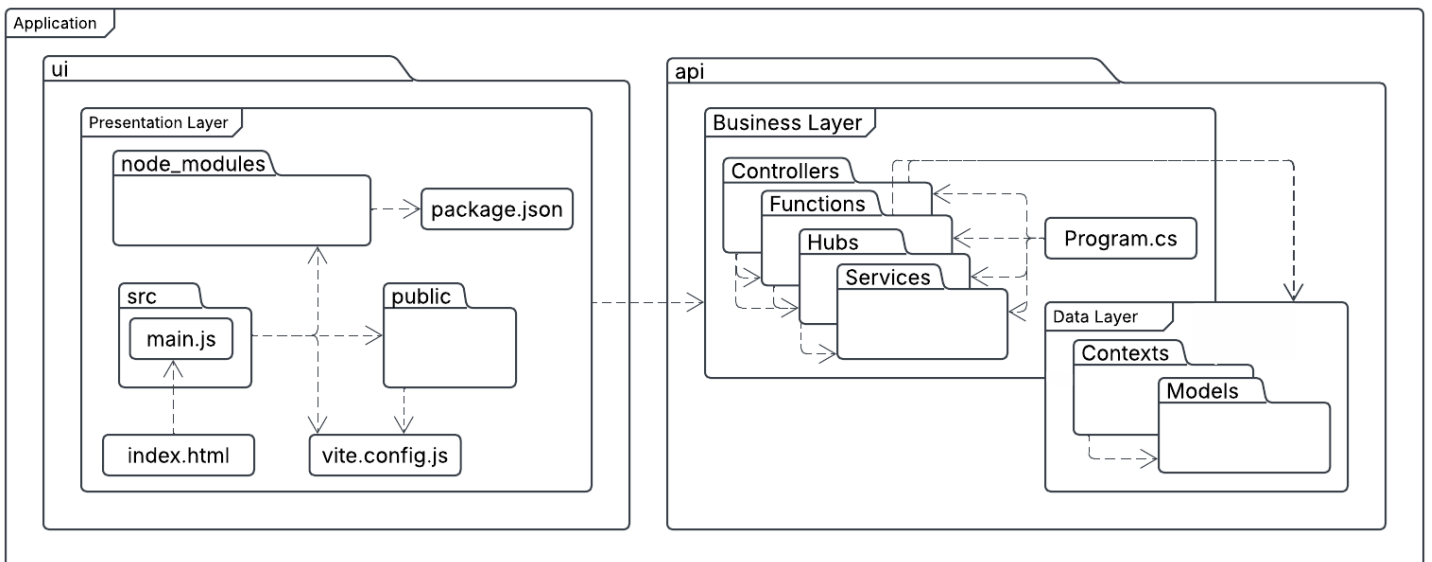 Application
ui
Presentation Layer
node_modules
package.json
src
main.js
public
index.html
vite.config.js
api
Business Layer
Controllers
Functions
Hubs
Services
Program.cs
Data Layer
Contexts
Models